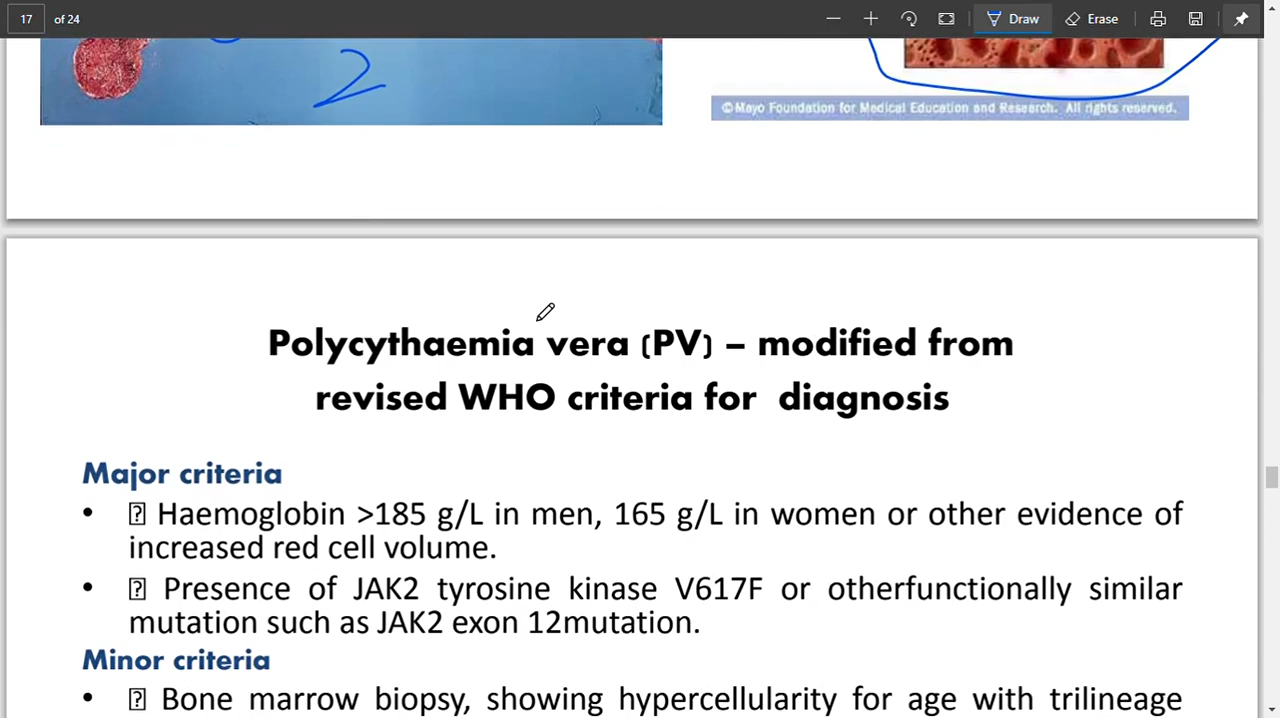 17 of 24
Draw
Erase
2
©Mayo Foundation for Medical Education and Research. All rights reserved.
Polycythaemia vera (PV) – modified from
revised WHO criteria for diagnosis
Major criteria
• Haemoglobin >185 g/L in men, 165 g/L in women or other evidence of
increased red cell volume.
• Presence of JAK2 tyrosine kinase V617F or otherfunctionally similar
mutation such as JAK2 exon 12mutation.
Minor criteria
• Bone marrow biopsy, showing hypercellularity for age with trilineage